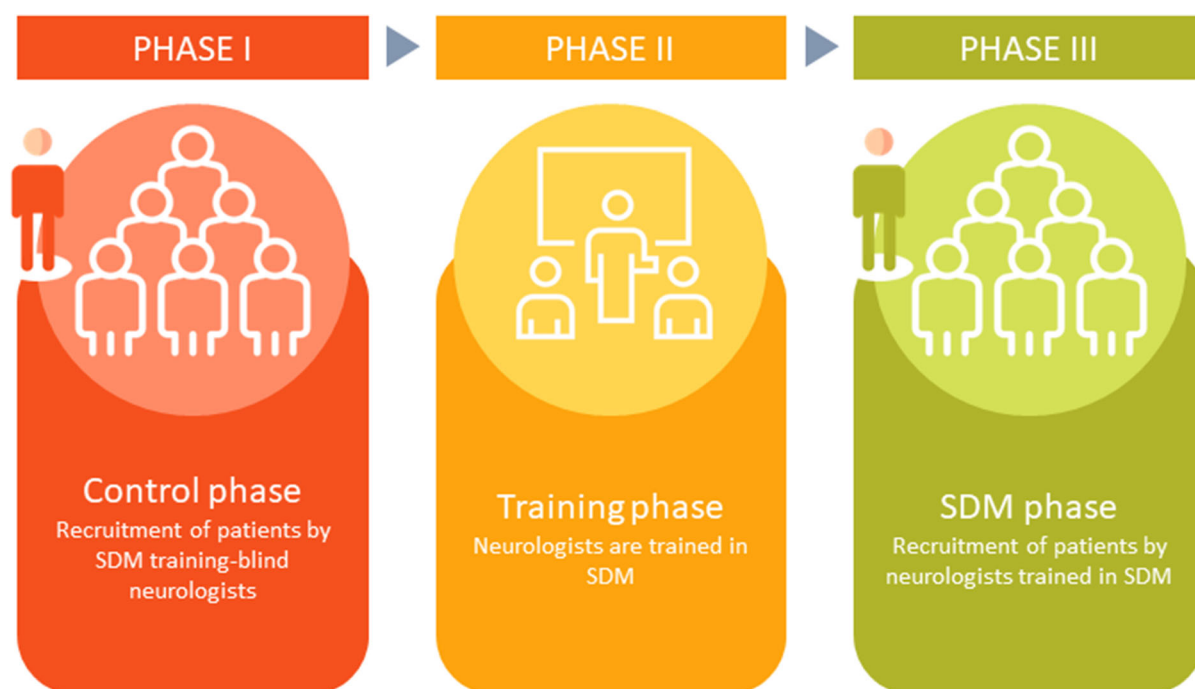 PHASE I
PHASE II
PHASE III
Control phase
Recruitment of patients by
SDM training-blind
neurologists
Training phase
Neurologists are trained in
SDM
SDM phase
Recruitment of patients by
neurologists trained in SDM